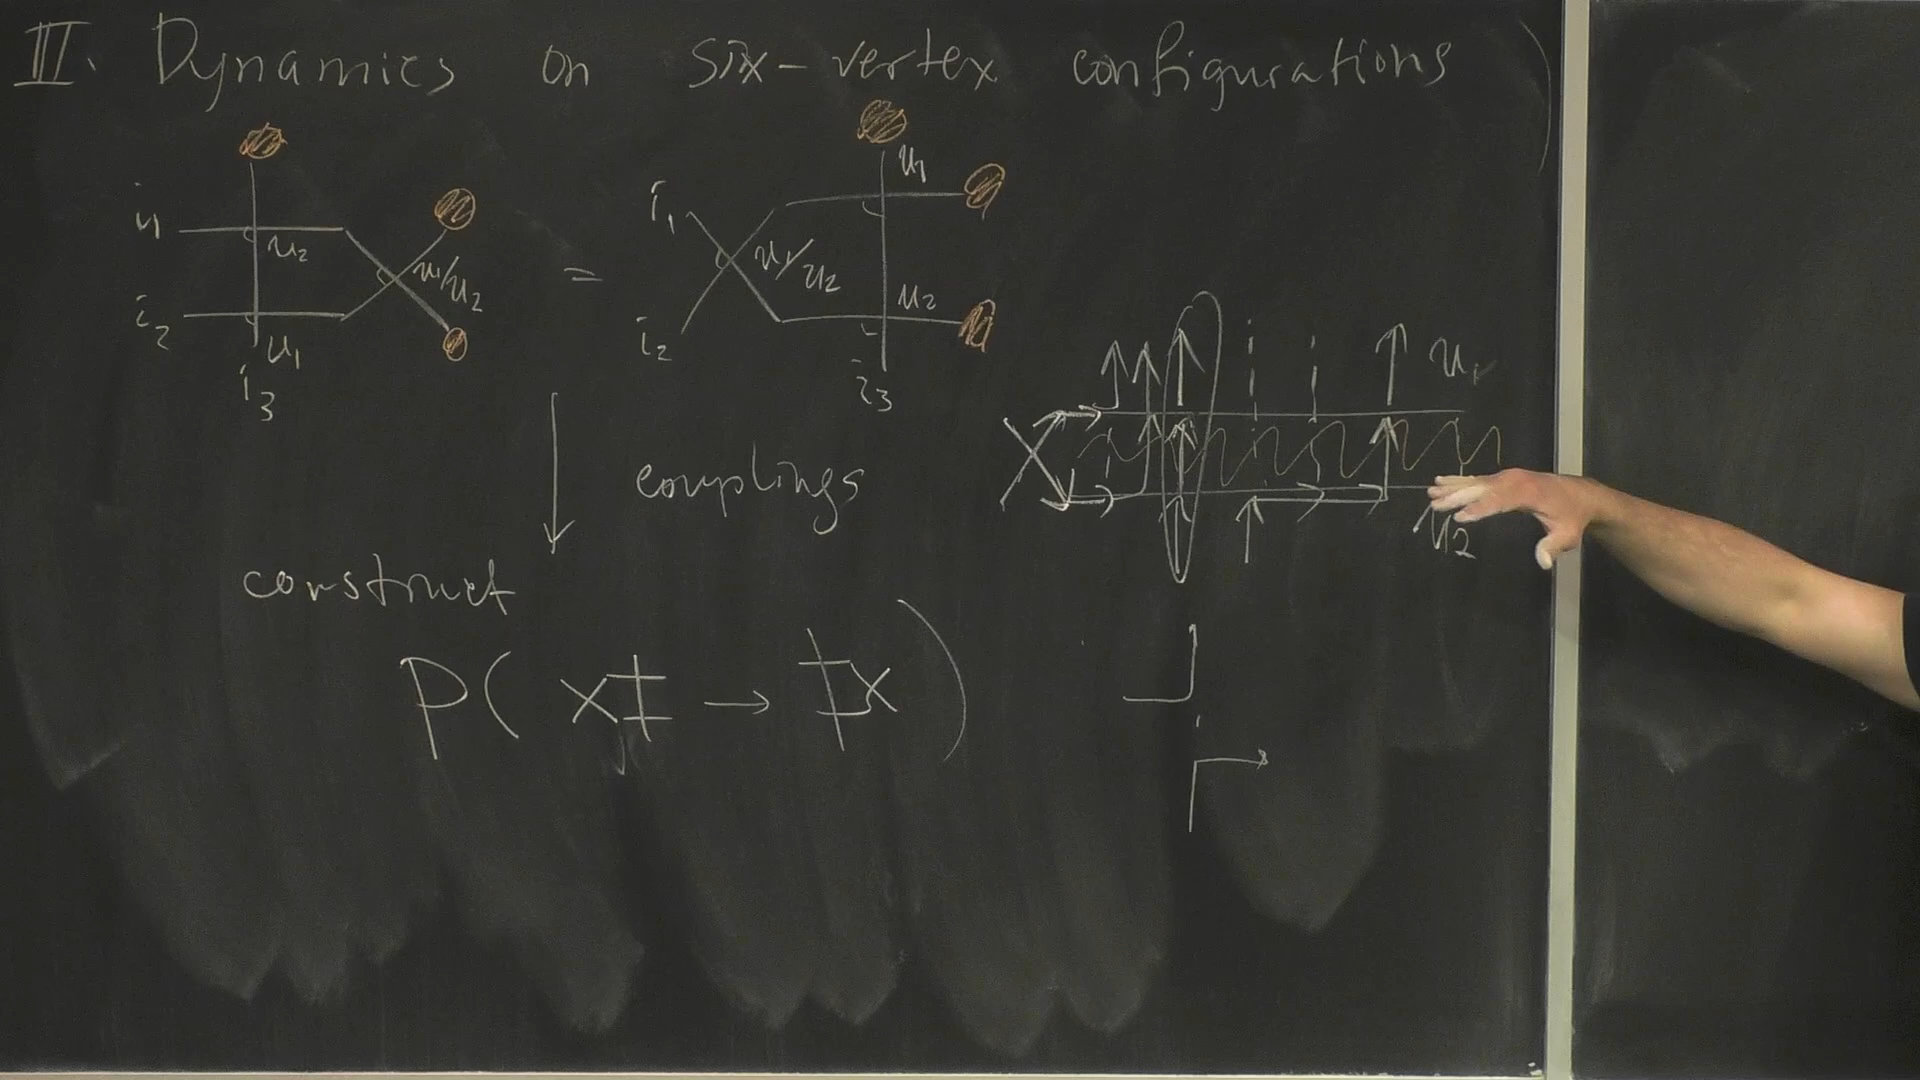 III. Dynamics on six-vertex configurations
i₁ u₂ u₁/u₂ = i₁ u₁/u₂ u₁
i₂ u₁ i₂ u₂
i₃ i₃
u₁
couplings
u₂
construct
P( X‡ → ‡X )